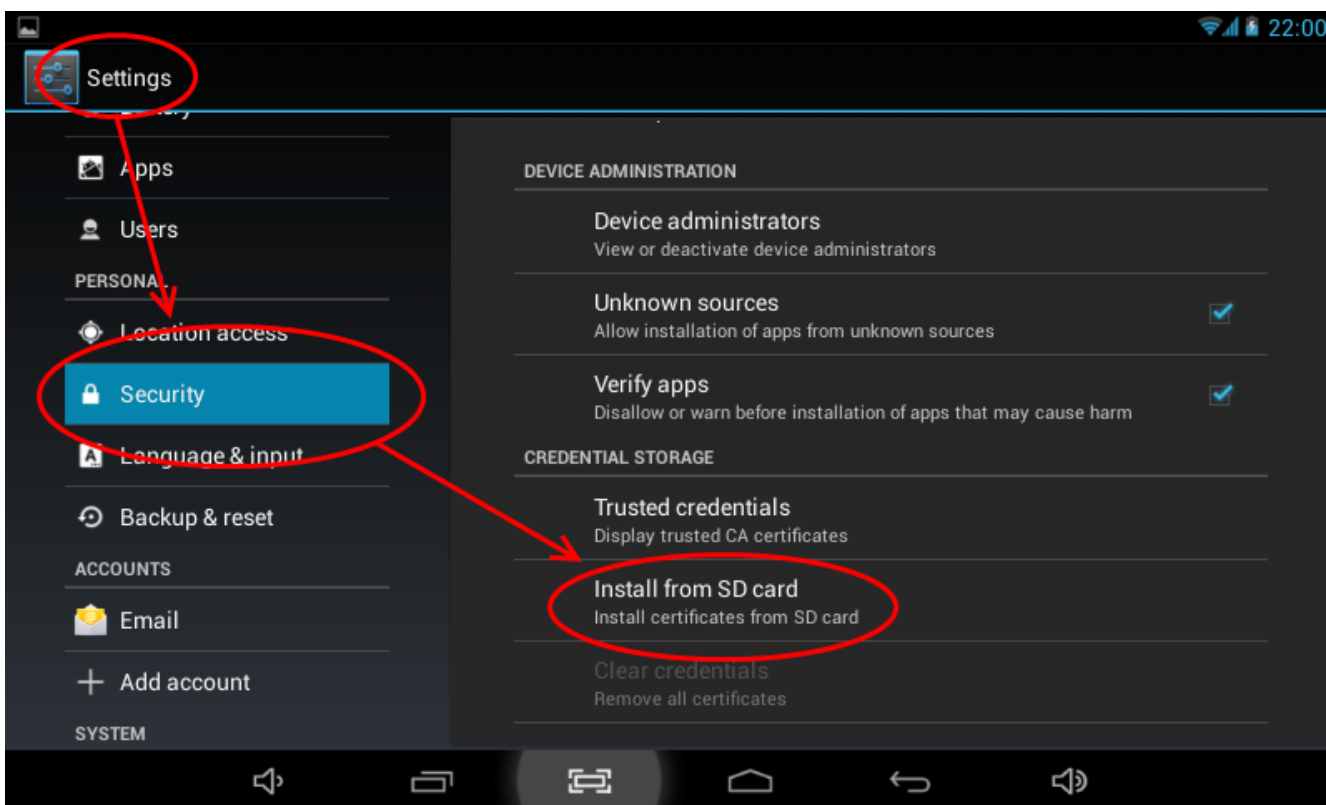 22:00
Settings
Apps
Users
PERSONAL
Location access
Security
Language & input
Backup & reset
ACCOUNTS
Email
Add account
SYSTEM
DEVICE ADMINISTRATION
Device administrators
View or deactivate device administrators
Unknown sources
Allow installation of apps from unknown sources
Verify apps
Disallow or warn before installation of apps that may cause harm
CREDENTIAL STORAGE
Trusted credentials
Display trusted CA certificates
Install from SD card
Install certificates from SD card
Clear credentials
Remove all certificates